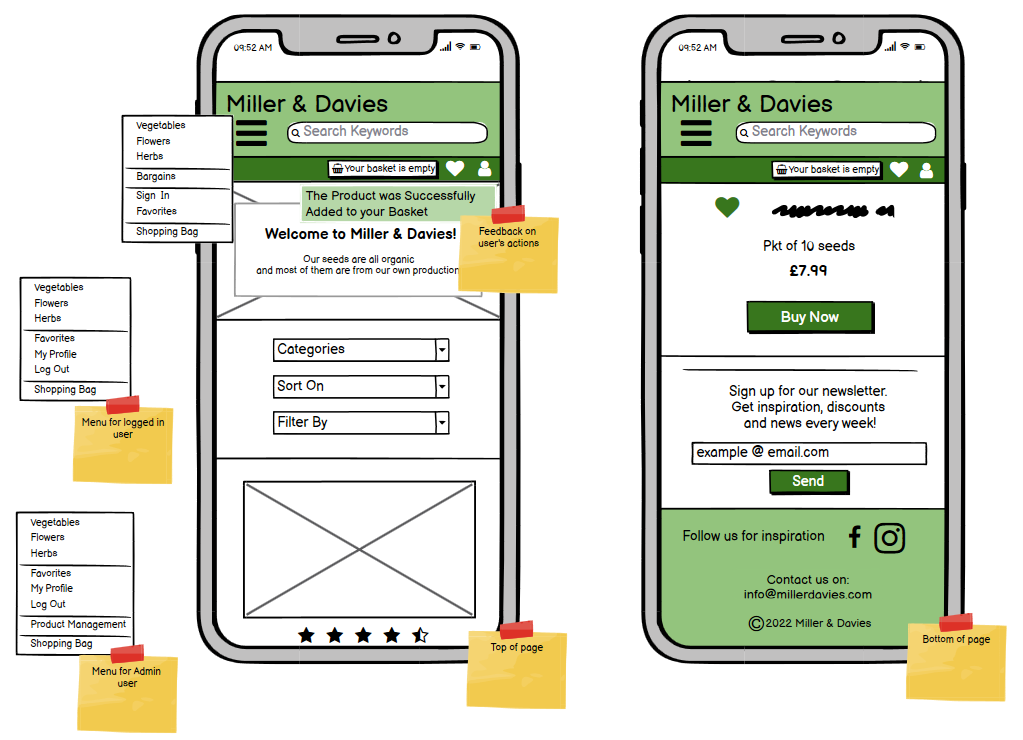 09:52 AM
Miller & Davies
Search Keywords
Your basket is empty
The Product was Successfully
Added to your Basket
Welcome to Miller & Davies!
Our seeds are all organic
and most of them are from our own production
Feedback on
user's actions
Categories
Sort On
Filter By
Top of page
Vegetables
Flowers
Herbs
Bargains
Sign In
Favorites
Shopping Bag
Vegetables
Flowers
Herbs
Favorites
My Profile
Log Out
Shopping Bag
Menu for logged in
user
Vegetables
Flowers
Herbs
Favorites
My Profile
Log Out
Product Management
Shopping Bag
Menu for Admin
user
09:52 AM
Miller & Davies
Search Keywords
Your basket is empty
Pkt of 10 seeds
£7.99
Buy Now
Sign up for our newsletter.
Get inspiration, discounts
and news every week!
example @ email.com
Send
Follow us for inspiration
Contact us on:
info@millerdavies.com
©2022 Miller & Davies
Bottom of page